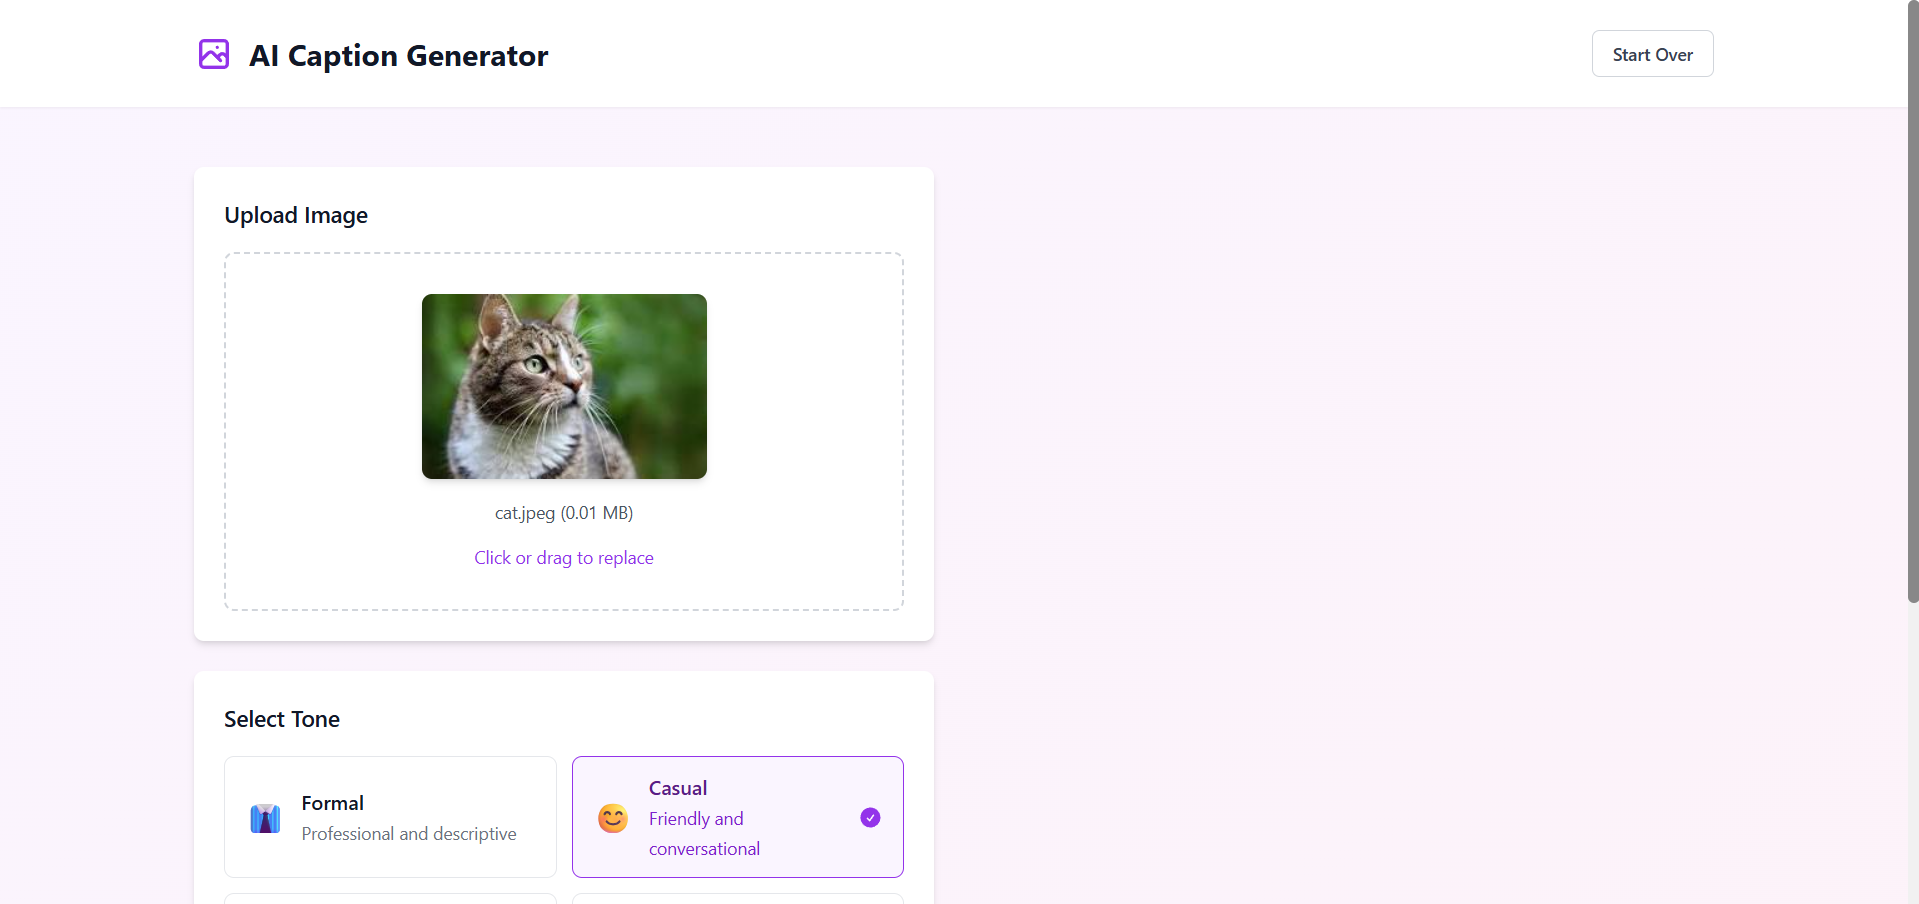 AI Caption Generator
Start Over
Upload Image
cat.jpeg (0.01 MB)
Click or drag to replace
Select Tone
Formal
Professional and descriptive
Casual
Friendly and
conversational